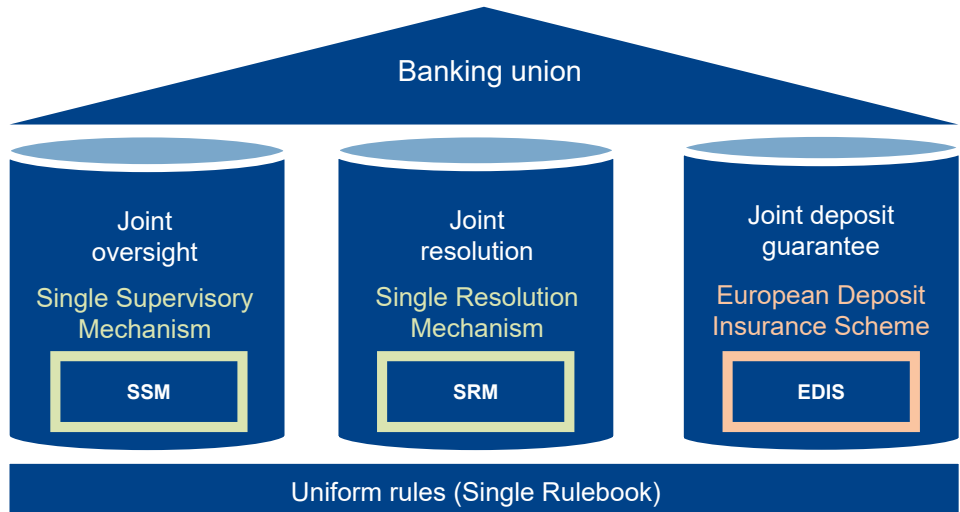 Banking union
Joint
oversight
Single Supervisory
Mechanism
SSM
Joint
resolution
Single Resolution
Mechanism
SRM
Joint deposit
guarantee
European Deposit
Insurance Scheme
EDIS
Uniform rules (Single Rulebook)